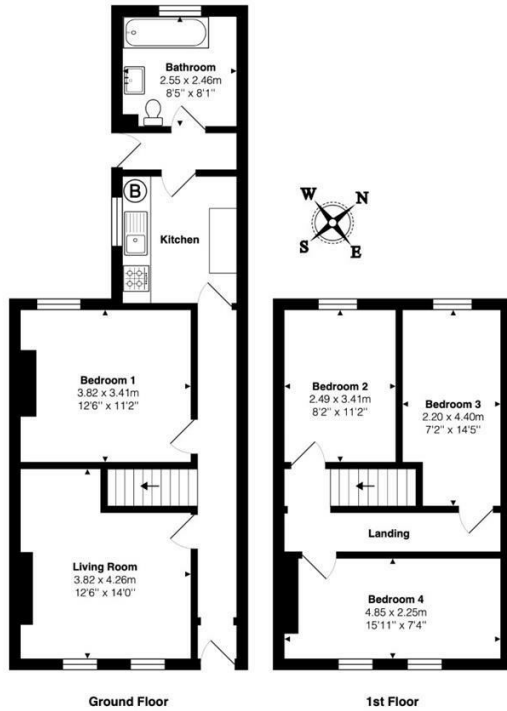 Bathroom
2.55 x 2.46m
8'5'' x 8'1''
B
Kitchen
W
N
S
E
Bedroom 1
3.82 x 3.41m
12'6'' x 11'2''
Bedroom 2
2.49 x 3.41m
8'2'' x 11'2''
Bedroom 3
2.20 x 4.40m
7'2'' x 14'5''
Living Room
3.82 x 4.26m
12'6'' x 14'0''
Landing
Bedroom 4
4.85 x 2.25m
15'11'' x 7'4''
Ground Floor
1st Floor